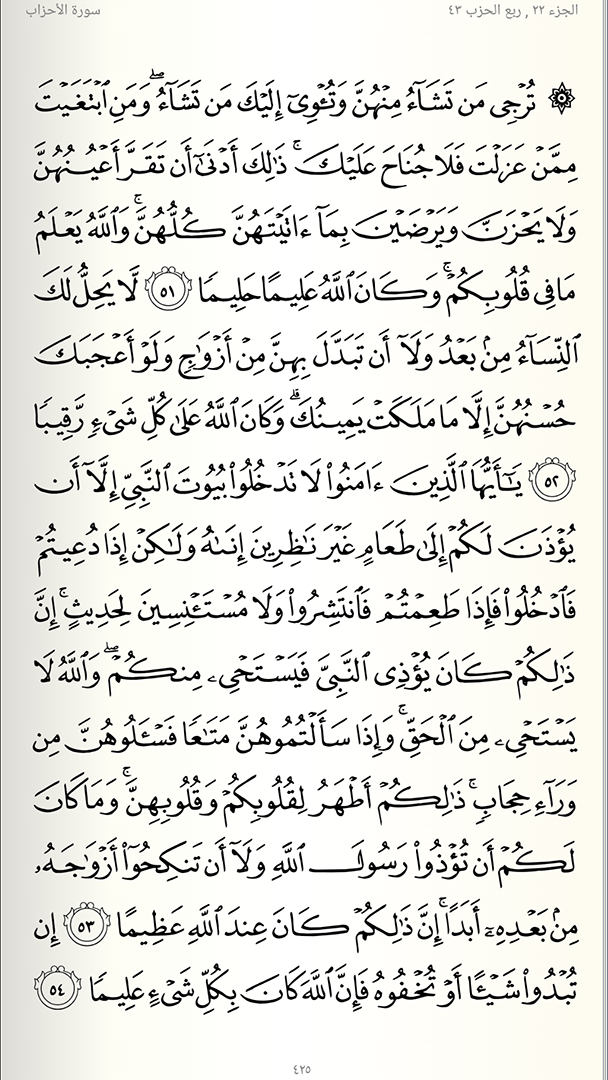 الجزء ٢٢ , ربع الحزب ٤٣ سورة الأحزاب
۞ تُرْجِى مَن تَشَآءُ مِنْهُنَّ وَتُـْٔوِىٓ إِلَيْكَ مَن تَشَآءُ ۖ وَمَنِ ٱبْتَغَيْتَ
مِمَّنْ عَزَلْتَ فَلَا جُنَاحَ عَلَيْكَ ۚ ذَٰلِكَ أَدْنَىٰٓ أَن تَقَرَّ أَعْيُنُهُنَّ
وَلَا يَحْزَنَّ وَيَرْضَيْنَ بِمَآ ءَاتَيْتَهُنَّ كُلُّهُنَّ ۚ وَٱللَّهُ يَعْلَمُ
مَا فِى قُلُوبِكُمْ ۚ وَكَانَ ٱللَّهُ عَلِيمًا حَلِيمًا ٥١ لَّا يَحِلُّ لَكَ
ٱلنِّسَآءُ مِنۢ بَعْدُ وَلَآ أَن تَبَدَّلَ بِهِنَّ مِنْ أَزْوَٰجٍ وَلَوْ أَعْجَبَكَ
حُسْنُهُنَّ إِلَّا مَا مَلَكَتْ يَمِينُكَ ۗ وَكَانَ ٱللَّهُ عَلَىٰ كُلِّ شَىْءٍ رَّقِيبًا
٥٢ يَـٰٓأَيُّهَا ٱلَّذِينَ ءَامَنُوا۟ لَا تَدْخُلُوا۟ بُيُوتَ ٱلنَّبِىِّ إِلَّآ أَن
يُؤْذَنَ لَكُمْ إِلَىٰ طَعَامٍ غَيْرَ نَـٰظِرِينَ إِنَىٰهُ وَلَـٰكِنْ إِذَا دُعِيتُمْ
فَٱدْخُلُوا۟ فَإِذَا طَعِمْتُمْ فَٱنتَشِرُوا۟ وَلَا مُسْتَـْٔنِسِينَ لِحَدِيثٍ ۚ إِنَّ
ذَٰلِكُمْ كَانَ يُؤْذِى ٱلنَّبِىَّ فَيَسْتَحْىِۦ مِنكُمْ ۖ وَٱللَّهُ لَا
يَسْتَحْىِۦ مِنَ ٱلْحَقِّ ۚ وَإِذَا سَأَلْتُمُوهُنَّ مَتَـٰعًا فَسْـَٔلُوهُنَّ مِن
وَرَآءِ حِجَابٍ ۚ ذَٰلِكُمْ أَطْهَرُ لِقُلُوبِكُمْ وَقُلُوبِهِنَّ ۚ وَمَا كَانَ
لَكُمْ أَن تُؤْذُوا۟ رَسُولَ ٱللَّهِ وَلَآ أَن تَنكِحُوٓا۟ أَزْوَٰجَهُۥ
مِنۢ بَعْدِهِۦٓ أَبَدًا ۚ إِنَّ ذَٰلِكُمْ كَانَ عِندَ ٱللَّهِ عَظِيمًا ٥٣ إِن
تُبْدُوا۟ شَيْـًٔا أَوْ تُخْفُوهُ فَإِنَّ ٱللَّهَ كَانَ بِكُلِّ شَىْءٍ عَلِيمًا ٥٤
٤٢٥